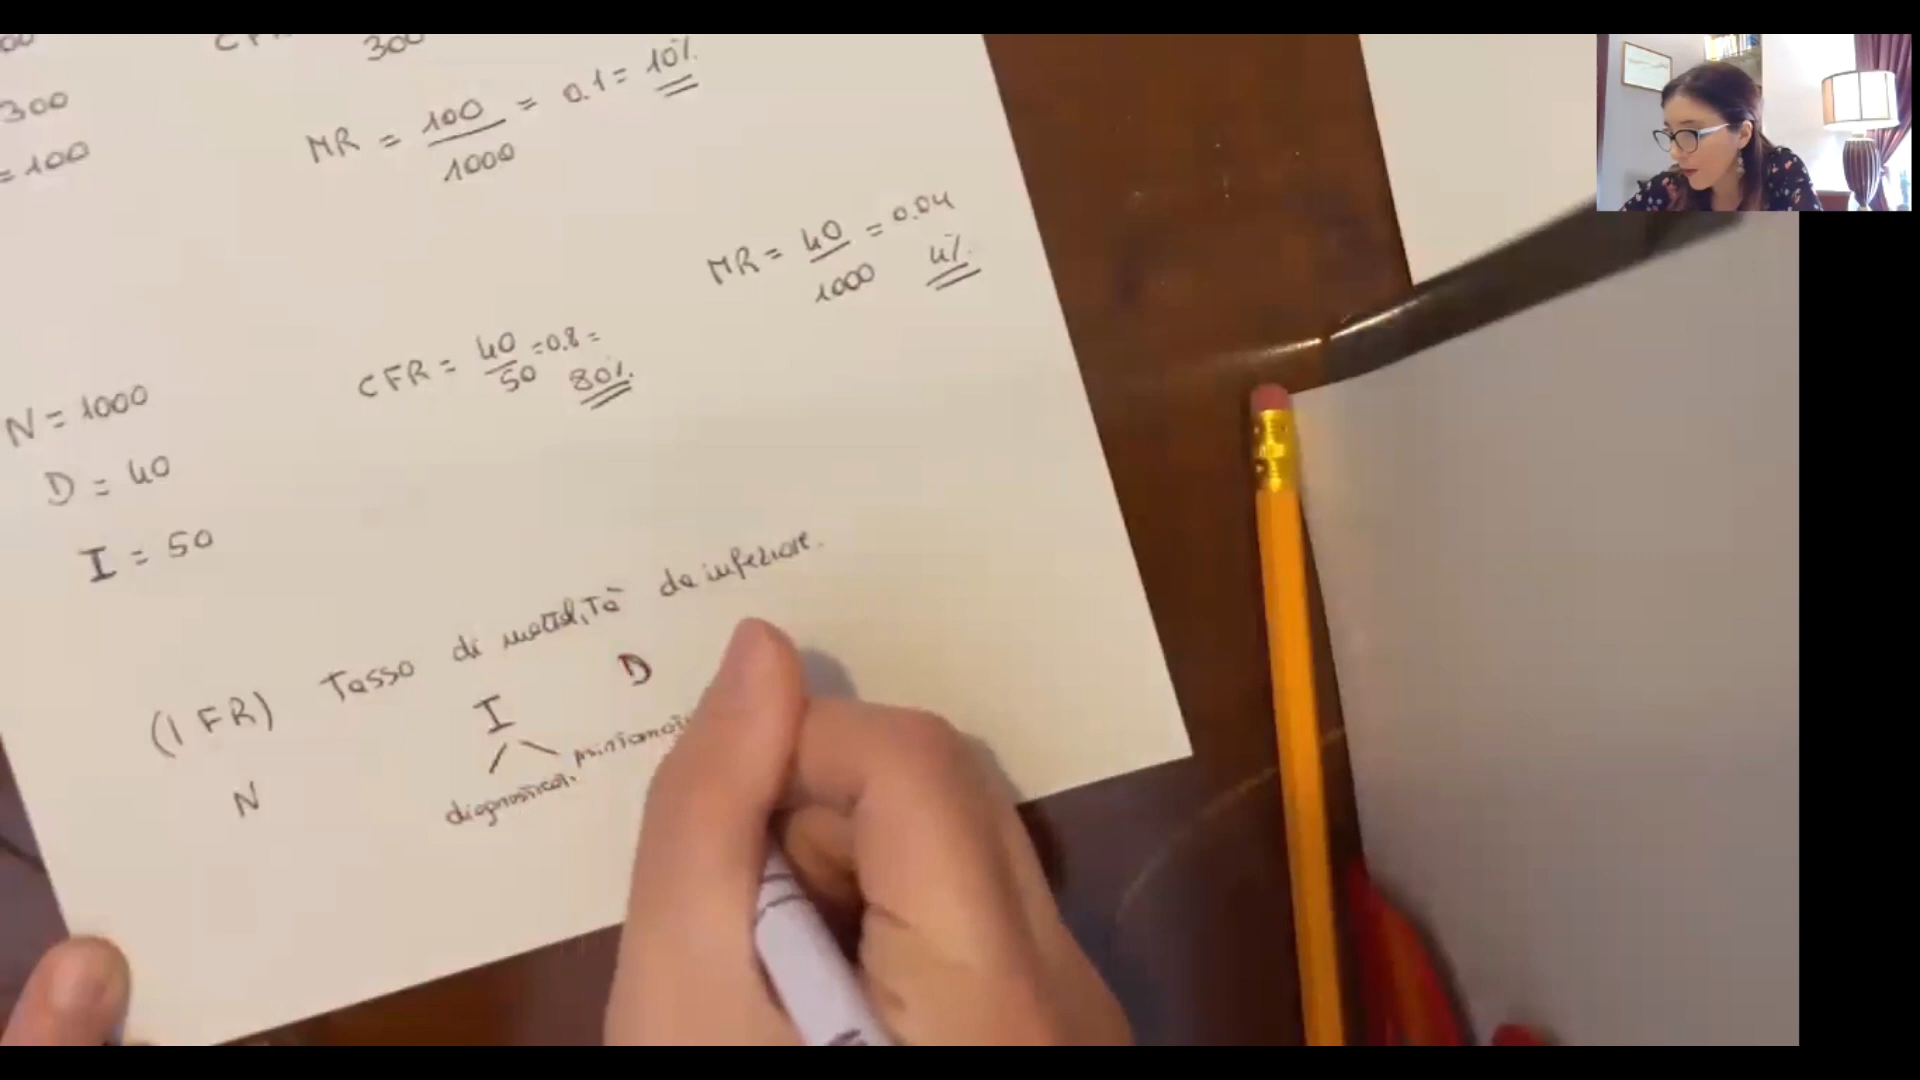 300
300
= 100
MR = 100/1000 = 0.1 = 10%
MR = 40/1000 = 0.04
4%
CFR = 40/50 = 0.8 =
80%
N = 1000
D = 40
I = 50
(IFR) Tasso di mortalità da infezione.
I D
N
diagnosticati